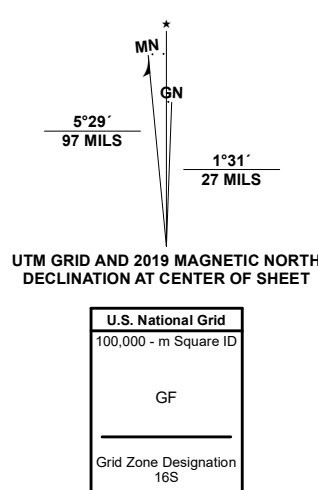 MN
GN
5°29´
97 MILS
1°31´
27 MILS
UTM GRID AND 2019 MAGNETIC NORTH
DECLINATION AT CENTER OF SHEET
U.S. National Grid
100,000 - m Square ID
GF
Grid Zone Designation
16S